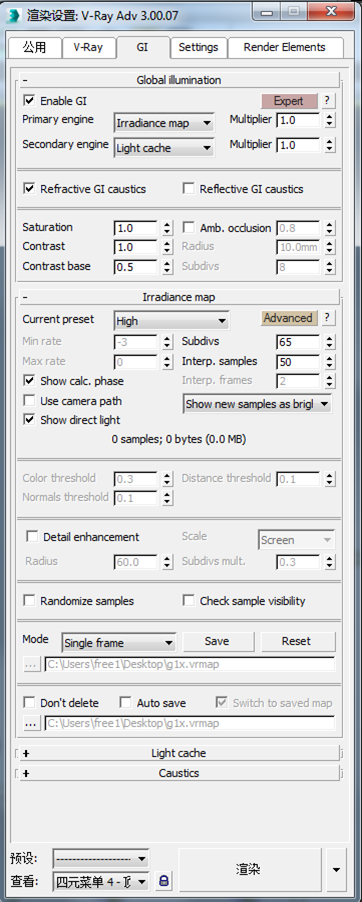 渲染设置: V-Ray Adv 3.00.07
公用 V-Ray GI Settings Render Elements
- Global illumination
Enable GI Expert ?
Primary engine Irradiance map Multiplier 1.0
Secondary engine Light cache Multiplier 1.0
Refractive GI caustics Reflective GI caustics
Saturation 1.0 Amb. occlusion 0.8
Contrast 1.0 Radius 10.0mm
Contrast base 0.5 Subdivs 8
- Irradiance map
Current preset High Advanced ?
Min rate -3 Subdivs 65
Max rate 0 Interp. samples 50
Show calc. phase Interp. frames 2
Use camera path Show new samples as brigl
Show direct light
0 samples; 0 bytes (0.0 MB)
Color threshold 0.3 Distance threshold 0.1
Normals threshold 0.1
Detail enhancement Scale Screen
Radius 60.0 Subdivs mult. 0.3
Randomize samples Check sample visibility
Mode Single frame Save Reset
... C:\Users\free1\Desktop\g1x.vrmap
Don't delete Auto save Switch to saved map
... C:\Users\free1\Desktop\g1x.vrmap
+ Light cache
+ Caustics
预设: -------------------
查看: 四元菜单 4 - 渲染